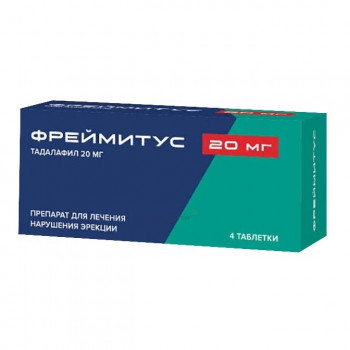 ФРЕЙМИТУС 20 МГ
ТАДАЛАФИЛ 20 МГ
ПРЕПАРАТ ДЛЯ ЛЕЧЕНИЯ
НАРУШЕНИЯ ЭРЕКЦИИ
4 ТАБЛЕТКИ